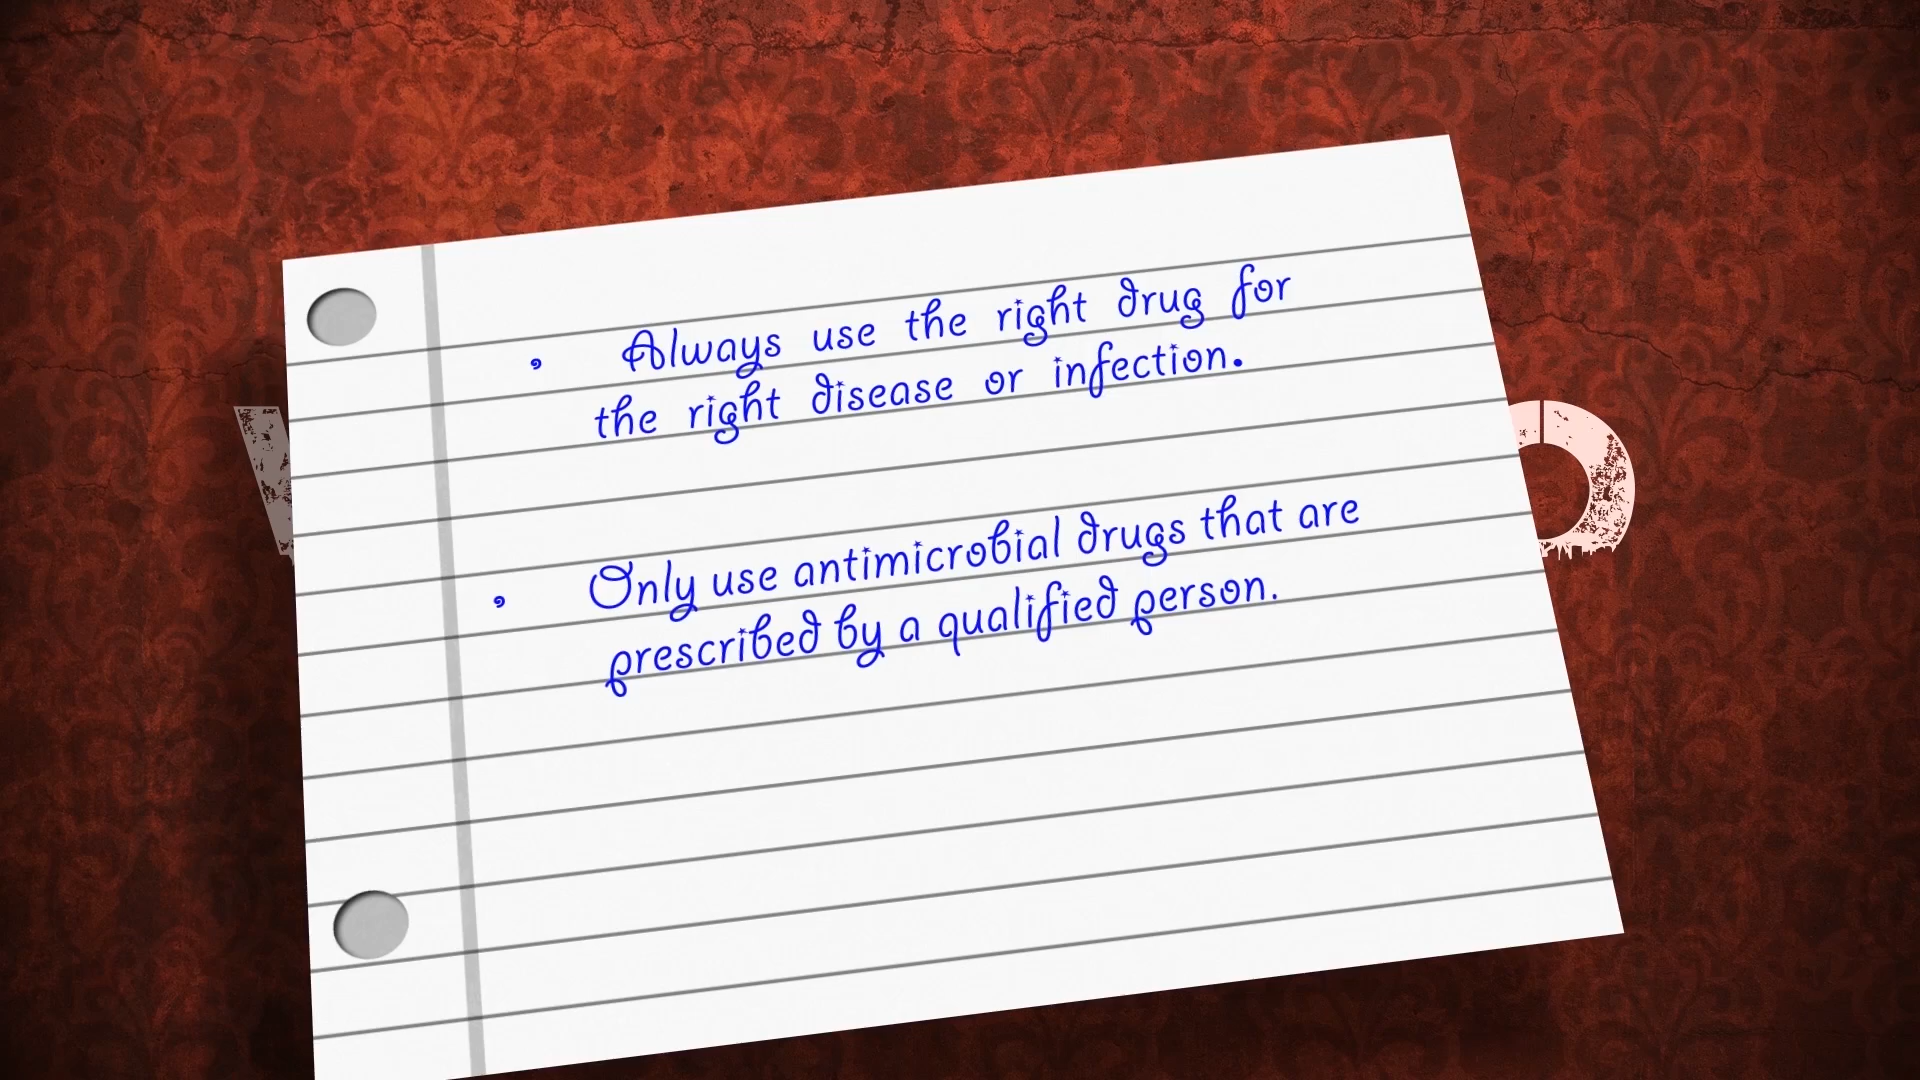 • Always use the right drug for
the right disease or infection.
• Only use antimicrobial drugs that are
prescribed by a qualified person.